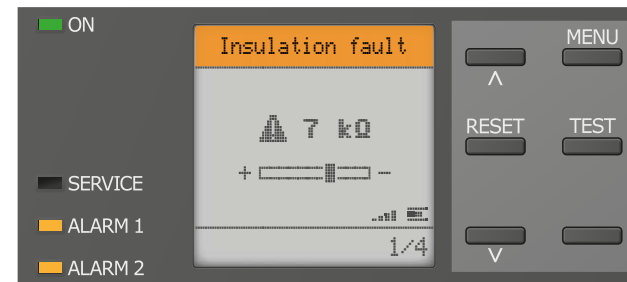 ON
Insulation fault
MENU
∧
7 kΩ
RESET
TEST
+ −
SERVICE
ALARM 1
1/4
∨
ALARM 2